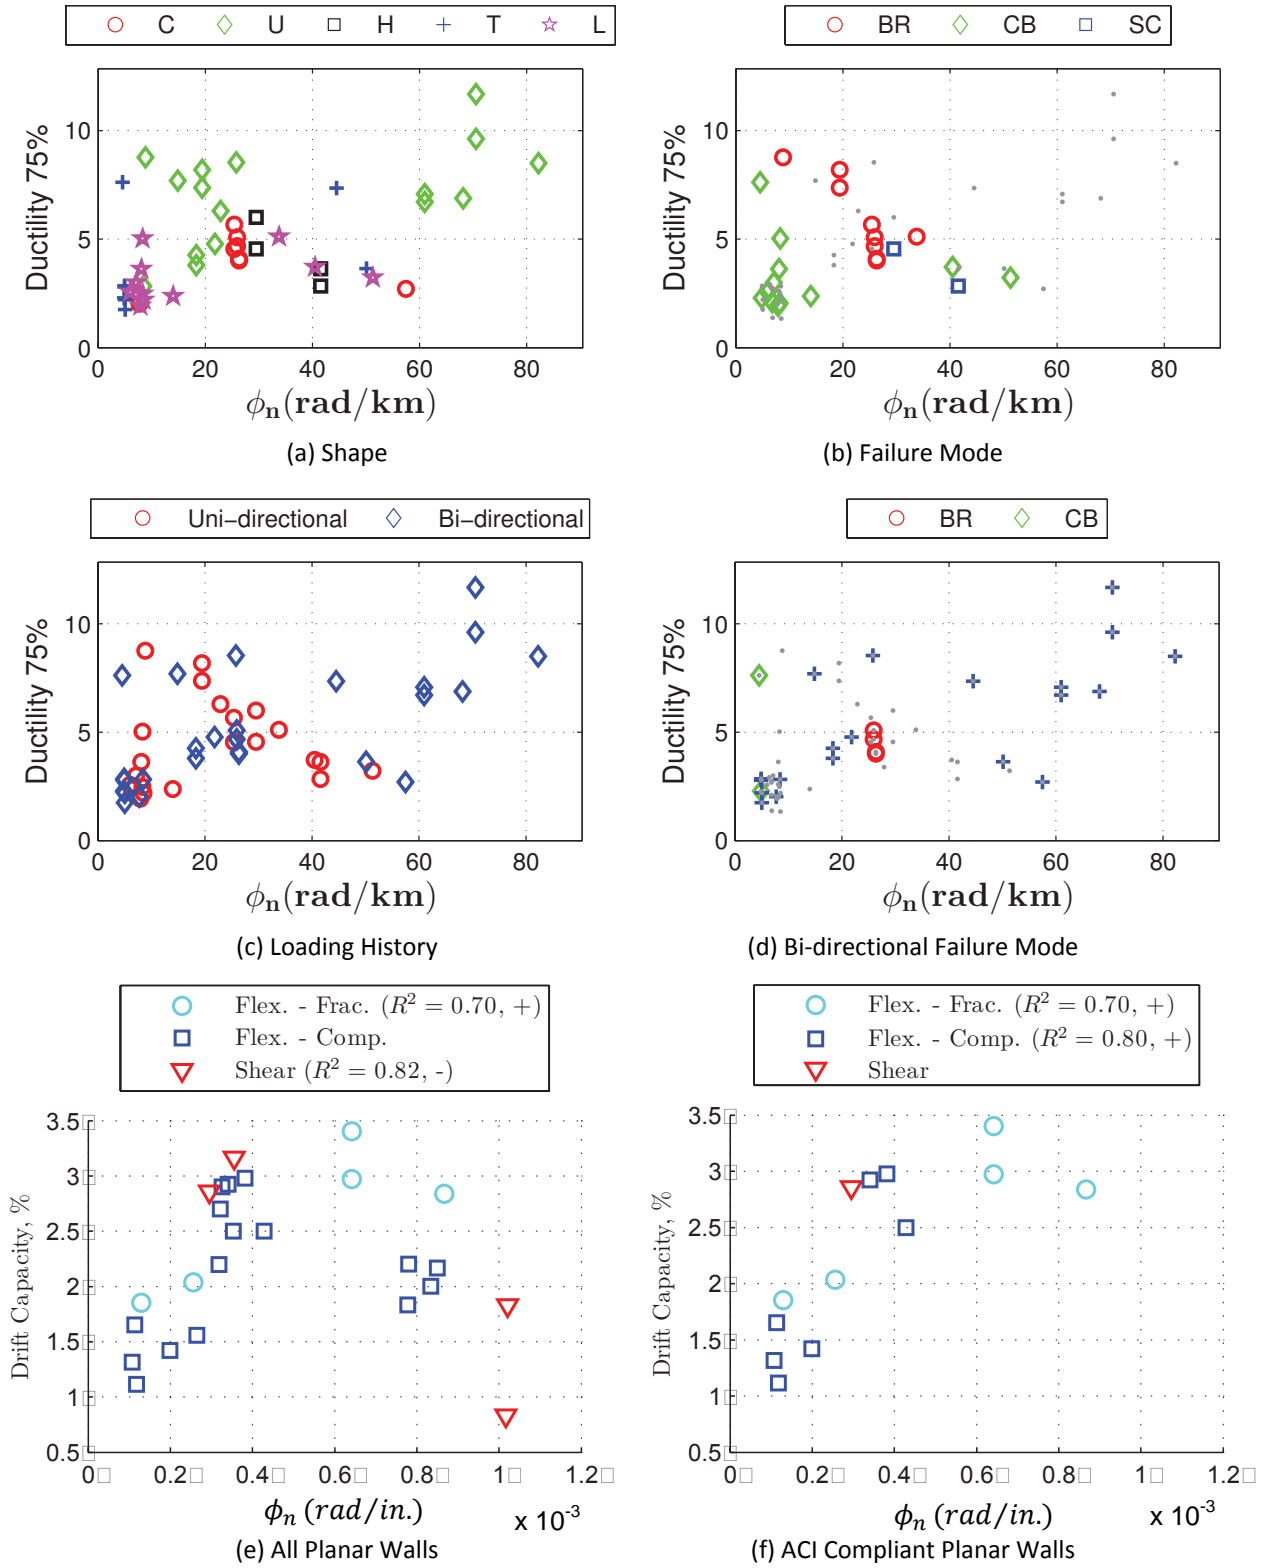 C U H T L
Ductility 75%
10
5
0
0 20 40 60 80
ϕn(rad/km)
(a) Shape
BR CB SC
Ductility 75%
10
5
0
0 20 40 60 80
ϕn(rad/km)
(b) Failure Mode
Uni-directional Bi-directional
Ductility 75%
10
5
0
0 20 40 60 80
ϕn(rad/km)
(c) Loading History
BR CB
Ductility 75%
10
5
0
0 20 40 60 80
ϕn(rad/km)
(d) Bi-directional Failure Mode
Flex. - Frac. (R² = 0.70, +)
Flex. - Comp.
Shear (R² = 0.82, -)
Drift Capacity, %
3.5
3
2.5
2
1.5
1
0.5
0 0.2 0.4 0.6 0.8 1 1.2
ϕn (rad/in.) x 10⁻³
(e) All Planar Walls
Flex. - Frac. (R² = 0.70, +)
Flex. - Comp. (R² = 0.80, +)
Shear
Drift Capacity, %
3.5
3
2.5
2
1.5
1
0.5
0 0.2 0.4 0.6 0.8 1 1.2
ϕn (rad/in.) x 10⁻³
(f) ACI Compliant Planar Walls